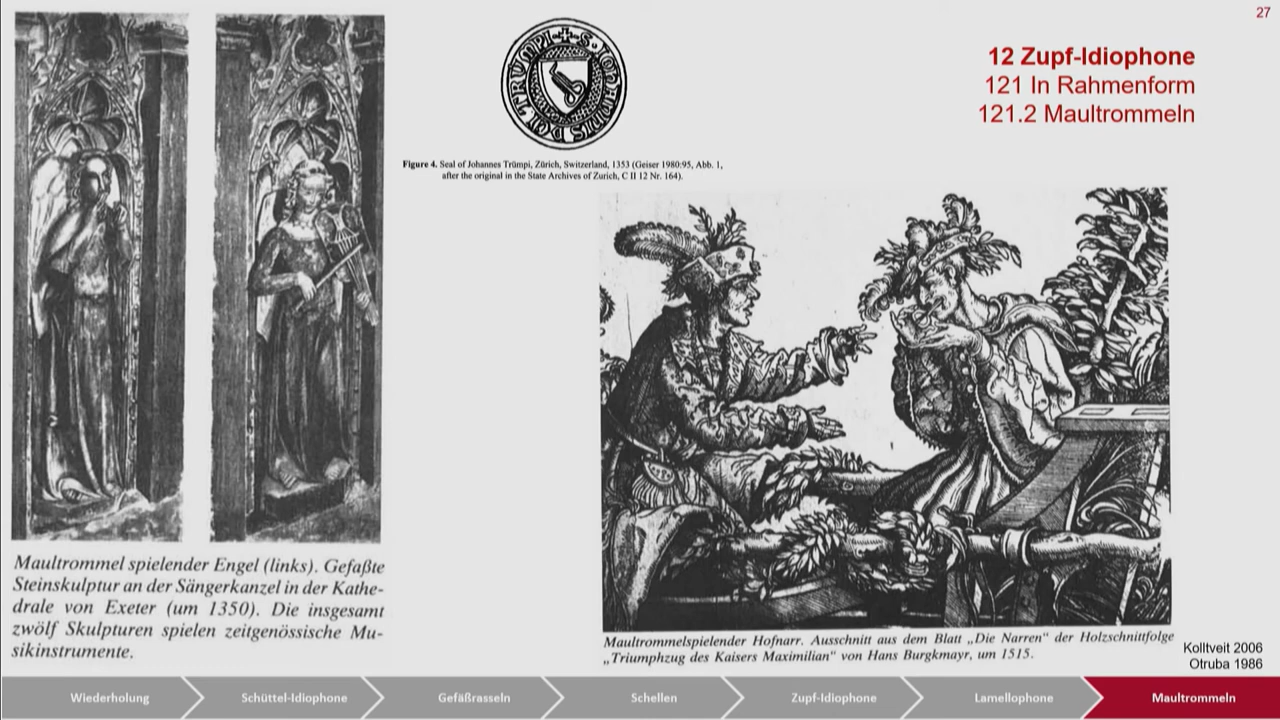 27
12 Zupf-Idiophone
121 In Rahmenform
121.2 Maultrommeln
Figure 4. Seal of Johannes Trümpi, Zürich, Switzerland, 1353 (Geiser 1980:95, Abb. 1,
after the original in the State Archives of Zurich, C II 12 Nr. 164).
Maultrommel spielender Engel (links). Gefaßte
Steinskulptur an der Sängerkanzel in der Kathe-
drale von Exeter (um 1350). Die insgesamt
zwölf Skulpturen spielen zeitgenössische Mu-
sikinstrumente.
Maultrommelspielender Hofnarr. Ausschnitt aus dem Blatt „Die Narren“ der Holzschnittfolge
„Triumphzug des Kaisers Maximilian“ von Hans Burgkmayr, um 1515.
Kolltveit 2006
Otruba 1986
Wiederholung
Schüttel-Idiophone
Gefäßrasseln
Schellen
Zupf-Idiophone
Lamellophone
Maultrommeln